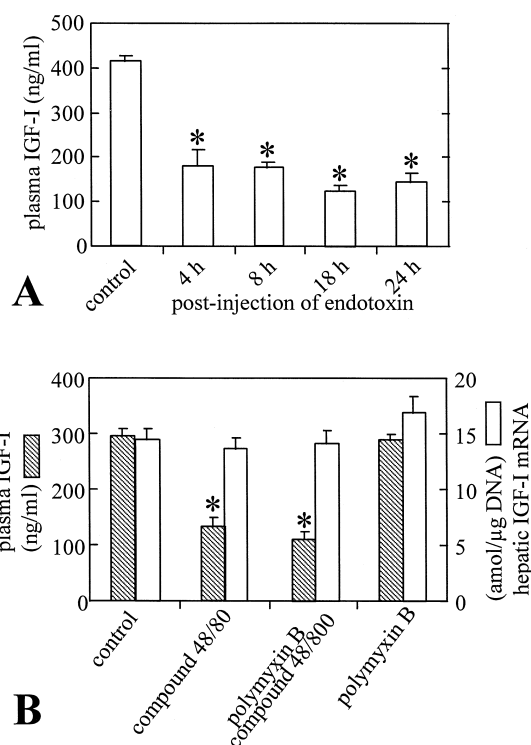 500
400
300
200
100
0
plasma IGF-I (ng/ml)
*
*
*
*
control
4 h
8 h
18 h
24 h
post-injection of endotoxin
A
400
300
200
100
0
plasma IGF-I
(ng/ml)
20
15
10
5
0
(amol/µg DNA)
hepatic IGF-I mRNA
*
*
control
compound 48/80
polymyxin B
compound 48/800
polymyxin B
B